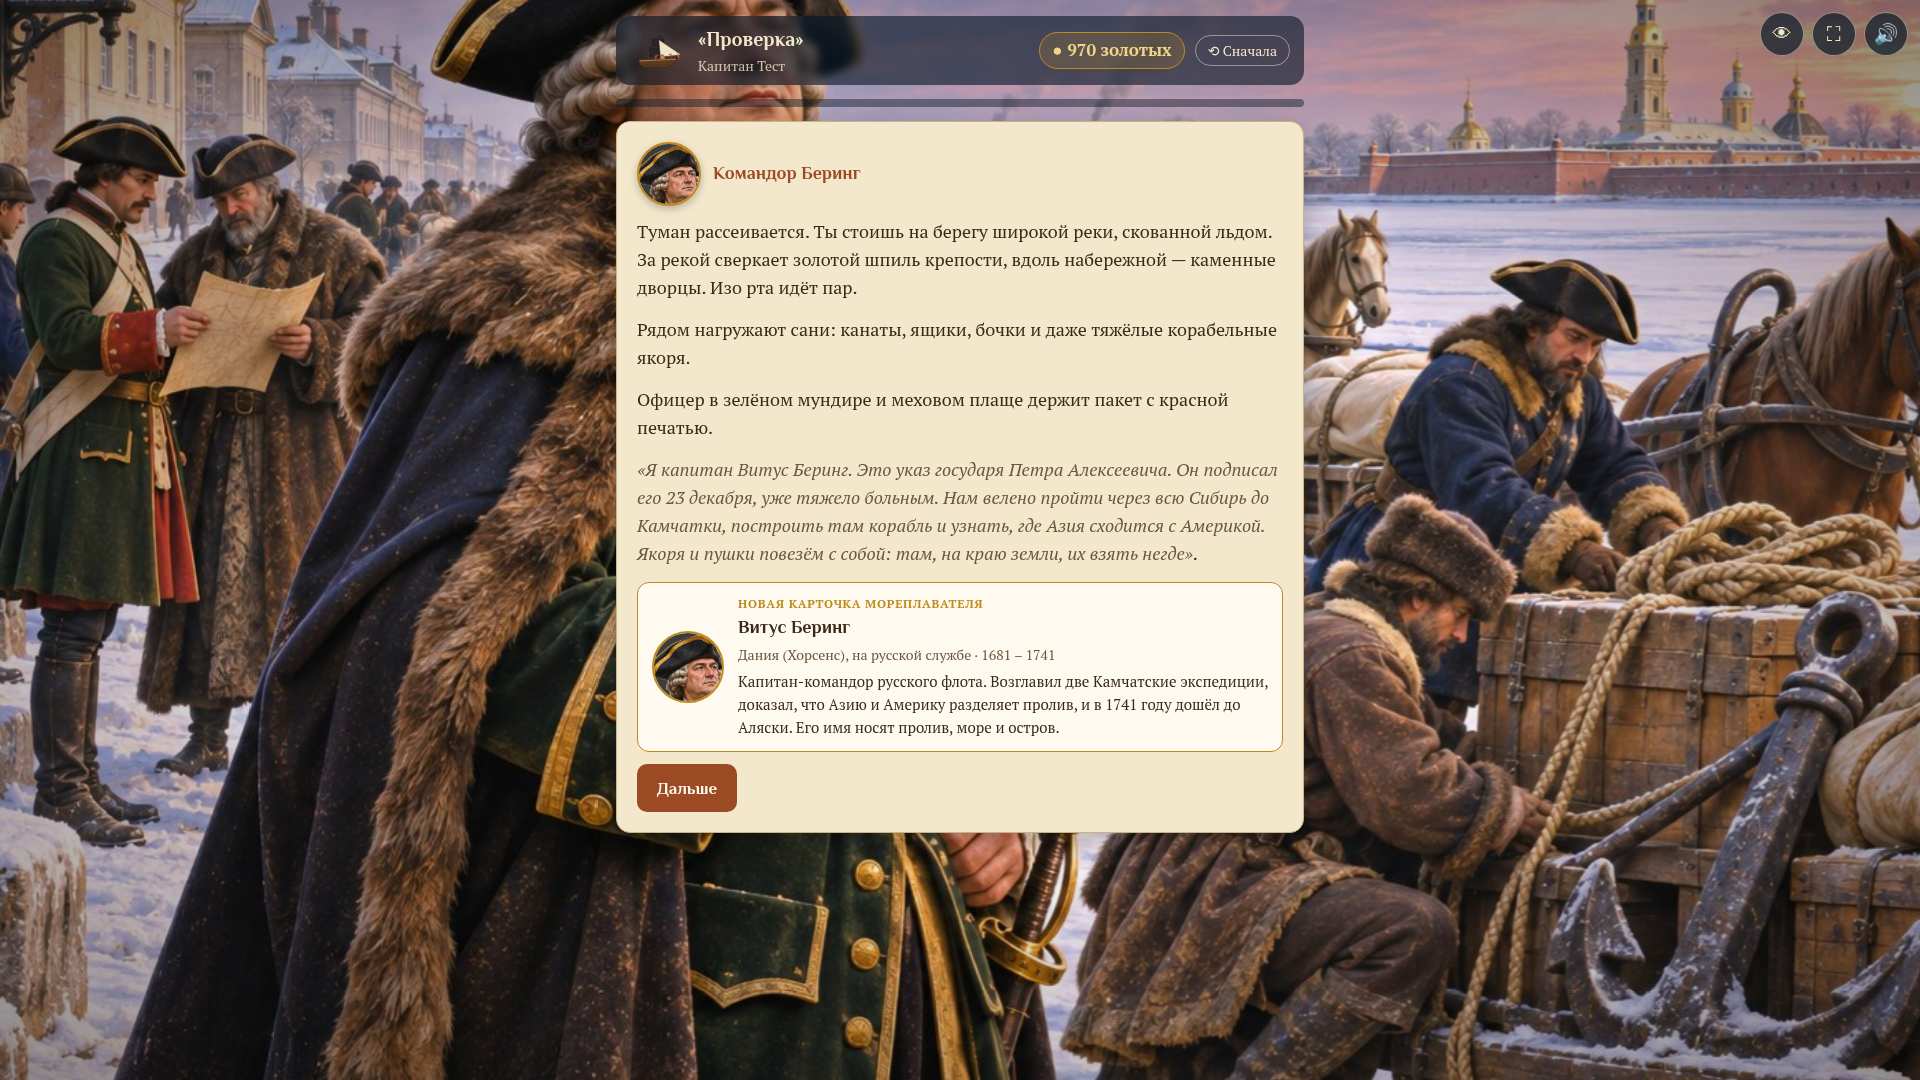 «Проверка»
Капитан Тест
● 970 золотых
⟲ Сначала
Командор Беринг
Туман рассеивается. Ты стоишь на берегу широкой реки, скованной льдом.
За рекой сверкает золотой шпиль крепости, вдоль набережной — каменные
дворцы. Изо рта идёт пар.
Рядом нагружают сани: канаты, ящики, бочки и даже тяжёлые корабельные
якоря.
Офицер в зелёном мундире и меховом плаще держит пакет с красной
печатью.
«Я капитан Витус Беринг. Это указ государя Петра Алексеевича. Он подписал
его 23 декабря, уже тяжело больным. Нам велено пройти через всю Сибирь до
Камчатки, построить там корабль и узнать, где Азия сходится с Америкой.
Якоря и пушки повезём с собой: там, на краю земли, их взять негде».
НОВАЯ КАРТОЧКА МОРЕПЛАВАТЕЛЯ
Витус Беринг
Дания (Хорсенс), на русской службе · 1681 – 1741
Капитан-командор русского флота. Возглавил две Камчатские экспедиции,
доказал, что Азию и Америку разделяет пролив, и в 1741 году дошёл до
Аляски. Его имя носят пролив, море и остров.
Дальше